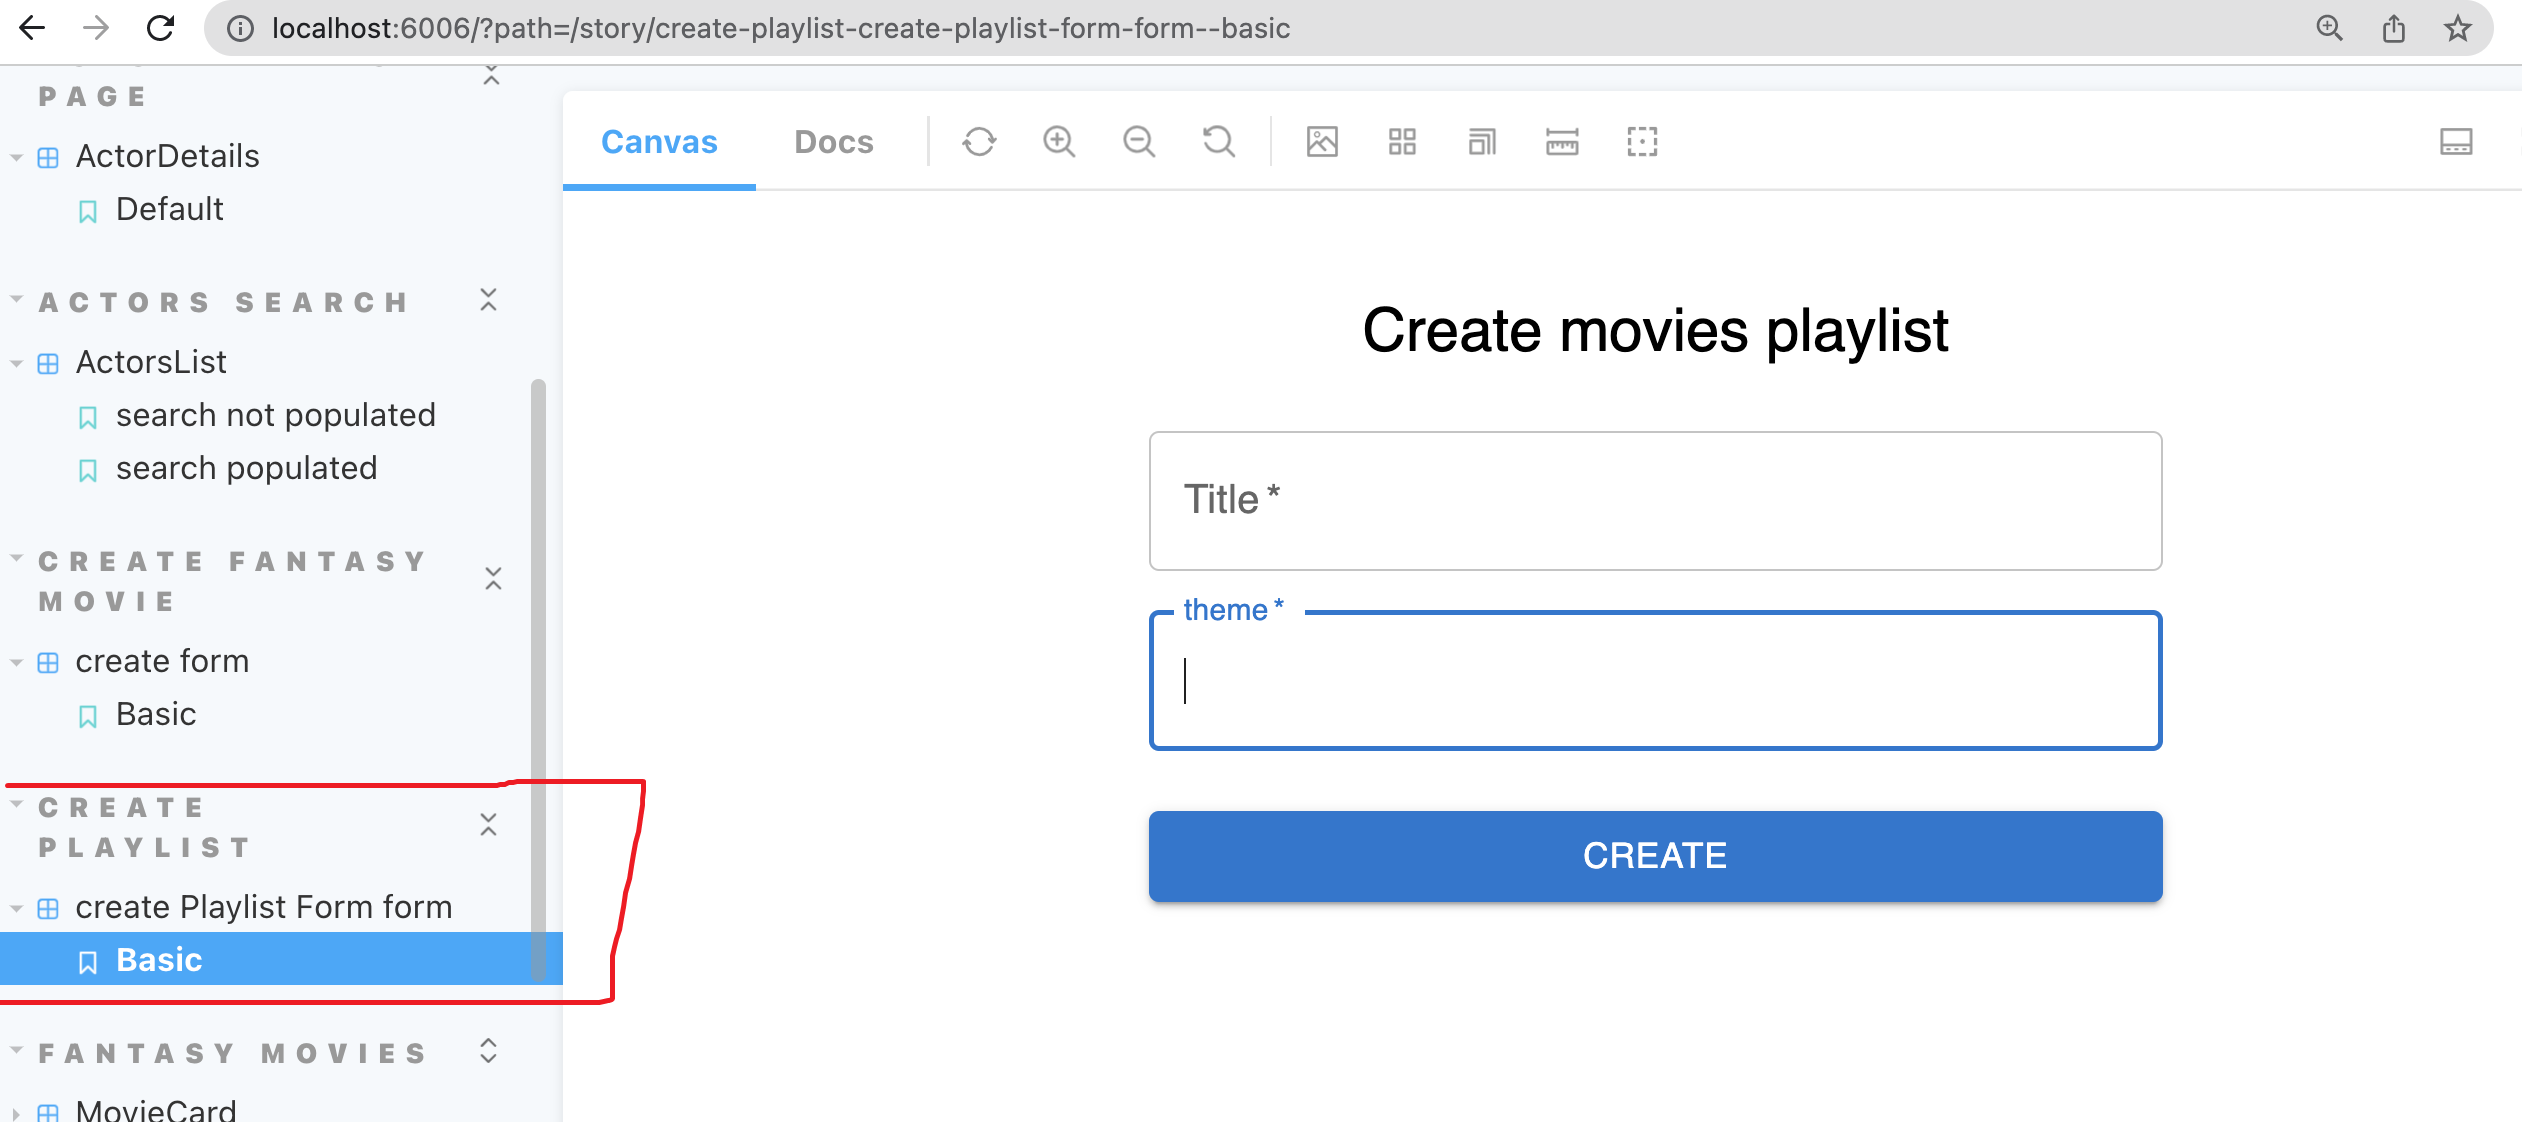 localhost:6006/?path=/story/create-playlist-create-playlist-form-form--basic
PAGE
ActorDetails
Default
ACTORS SEARCH
ActorsList
search not populated
search populated
CREATE FANTASY
MOVIE
create form
Basic
CREATE
PLAYLIST
create Playlist Form form
Basic
FANTASY MOVIES
MovieCard
Canvas
Docs
Create movies playlist
Title *
theme *
CREATE